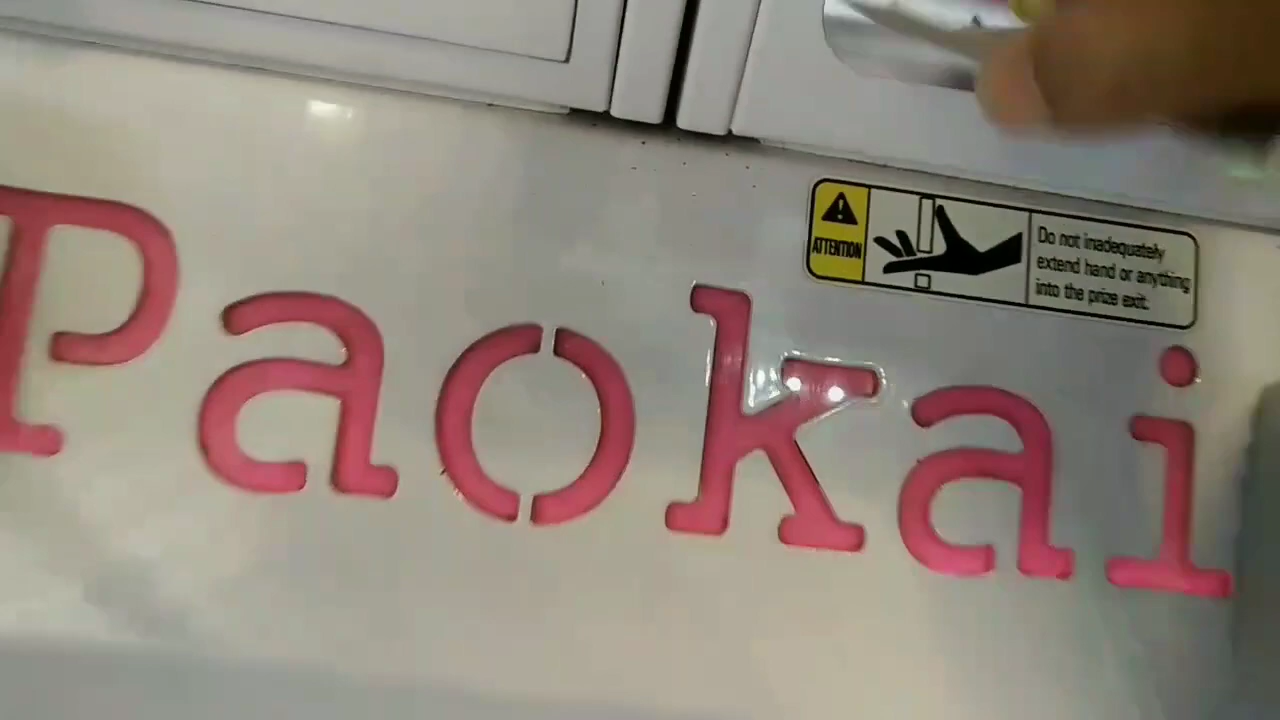 ATTENTION
Do not inadequately
extend hand or anything
into the prize exit.
Paokai